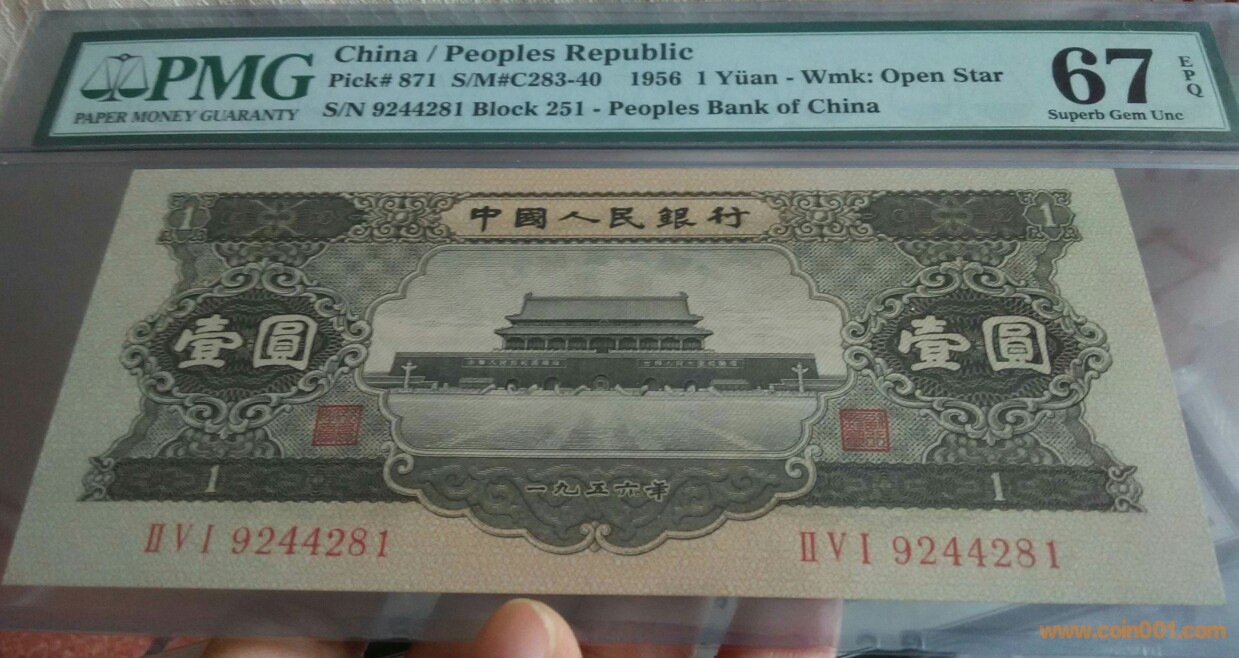 PMG
PAPER MONEY GUARANTY
China / Peoples Republic
Pick# 871 S/M#C283-40 1956 1 Yüan - Wmk: Open Star
S/N 9244281 Block 251 - Peoples Bank of China
67
EPQ
Superb Gem Unc
1
中國人民銀行
1
壹圓
壹圓
1
1
一九五六年
ⅡVⅠ 9244281
ⅡVⅠ 9244281
www.coin001.com